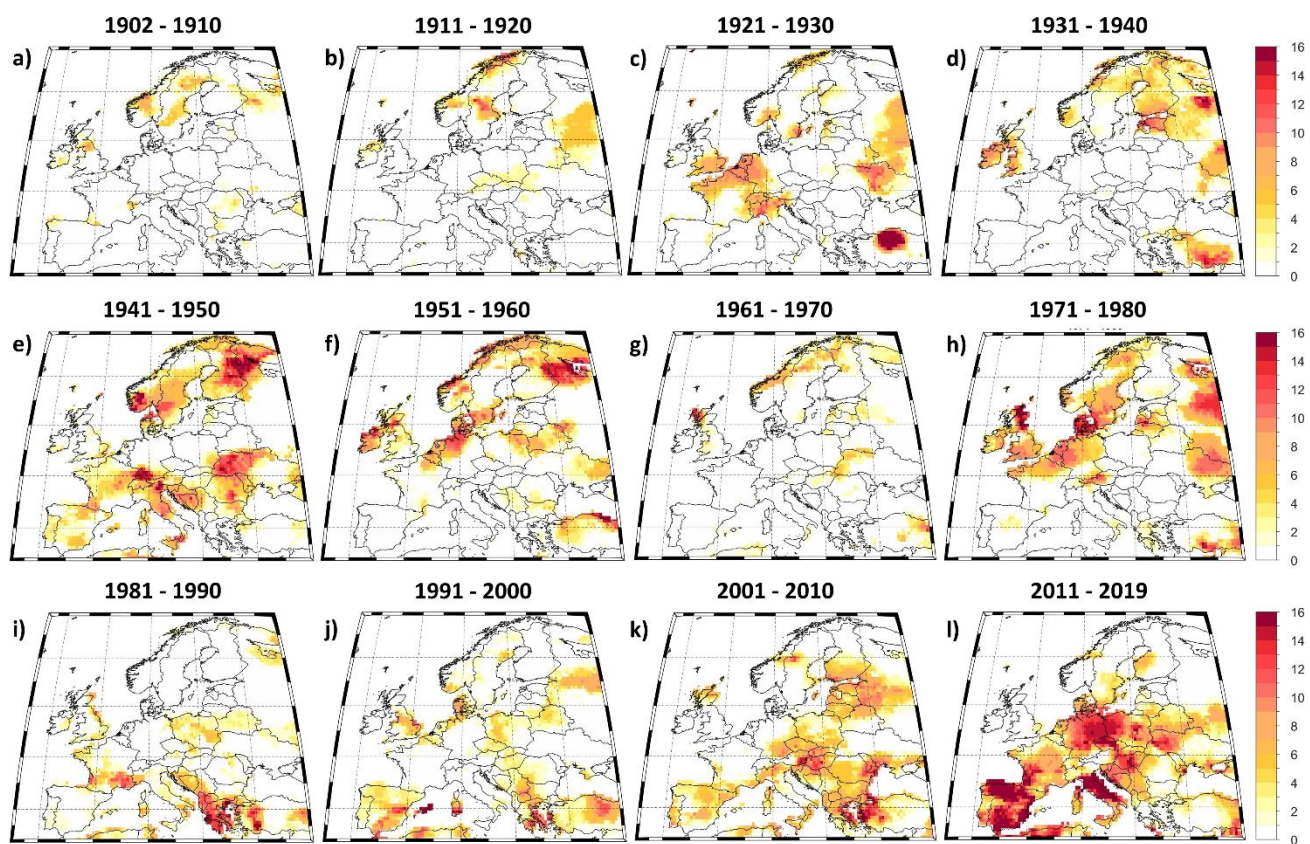 1902 - 1910
1911 - 1920
1921 - 1930
1931 - 1940
a)
b)
c)
d)
16
14
12
10
8
6
4
2
0
1941 - 1950
1951 - 1960
1961 - 1970
1971 - 1980
e)
f)
g)
h)
16
14
12
10
8
6
4
2
0
1981 - 1990
1991 - 2000
2001 - 2010
2011 - 2019
i)
j)
k)
l)
16
14
12
10
8
6
4
2
0